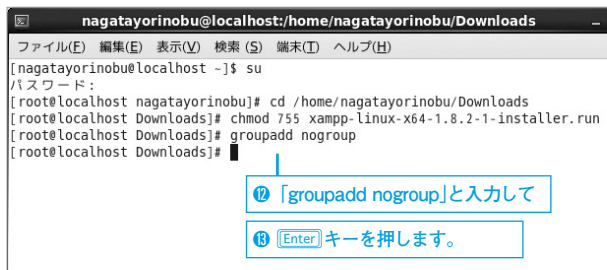 nagatayorinobu@localhost:/home/nagatayorinobu/Downloads
ファイル(F) 編集(E) 表示(V) 検索 (S) 端末(T) ヘルプ(H)
[nagatayorinobu@localhost ~]$ su
パスワード:
[root@localhost nagatayorinobu]# cd /home/nagatayorinobu/Downloads
[root@localhost Downloads]# chmod 755 xampp-linux-x64-1.8.2-1-installer.run
[root@localhost Downloads]# groupadd nogroup
[root@localhost Downloads]#
⑫ 「groupadd nogroup」と入力して
⑬ Enter キーを押します。